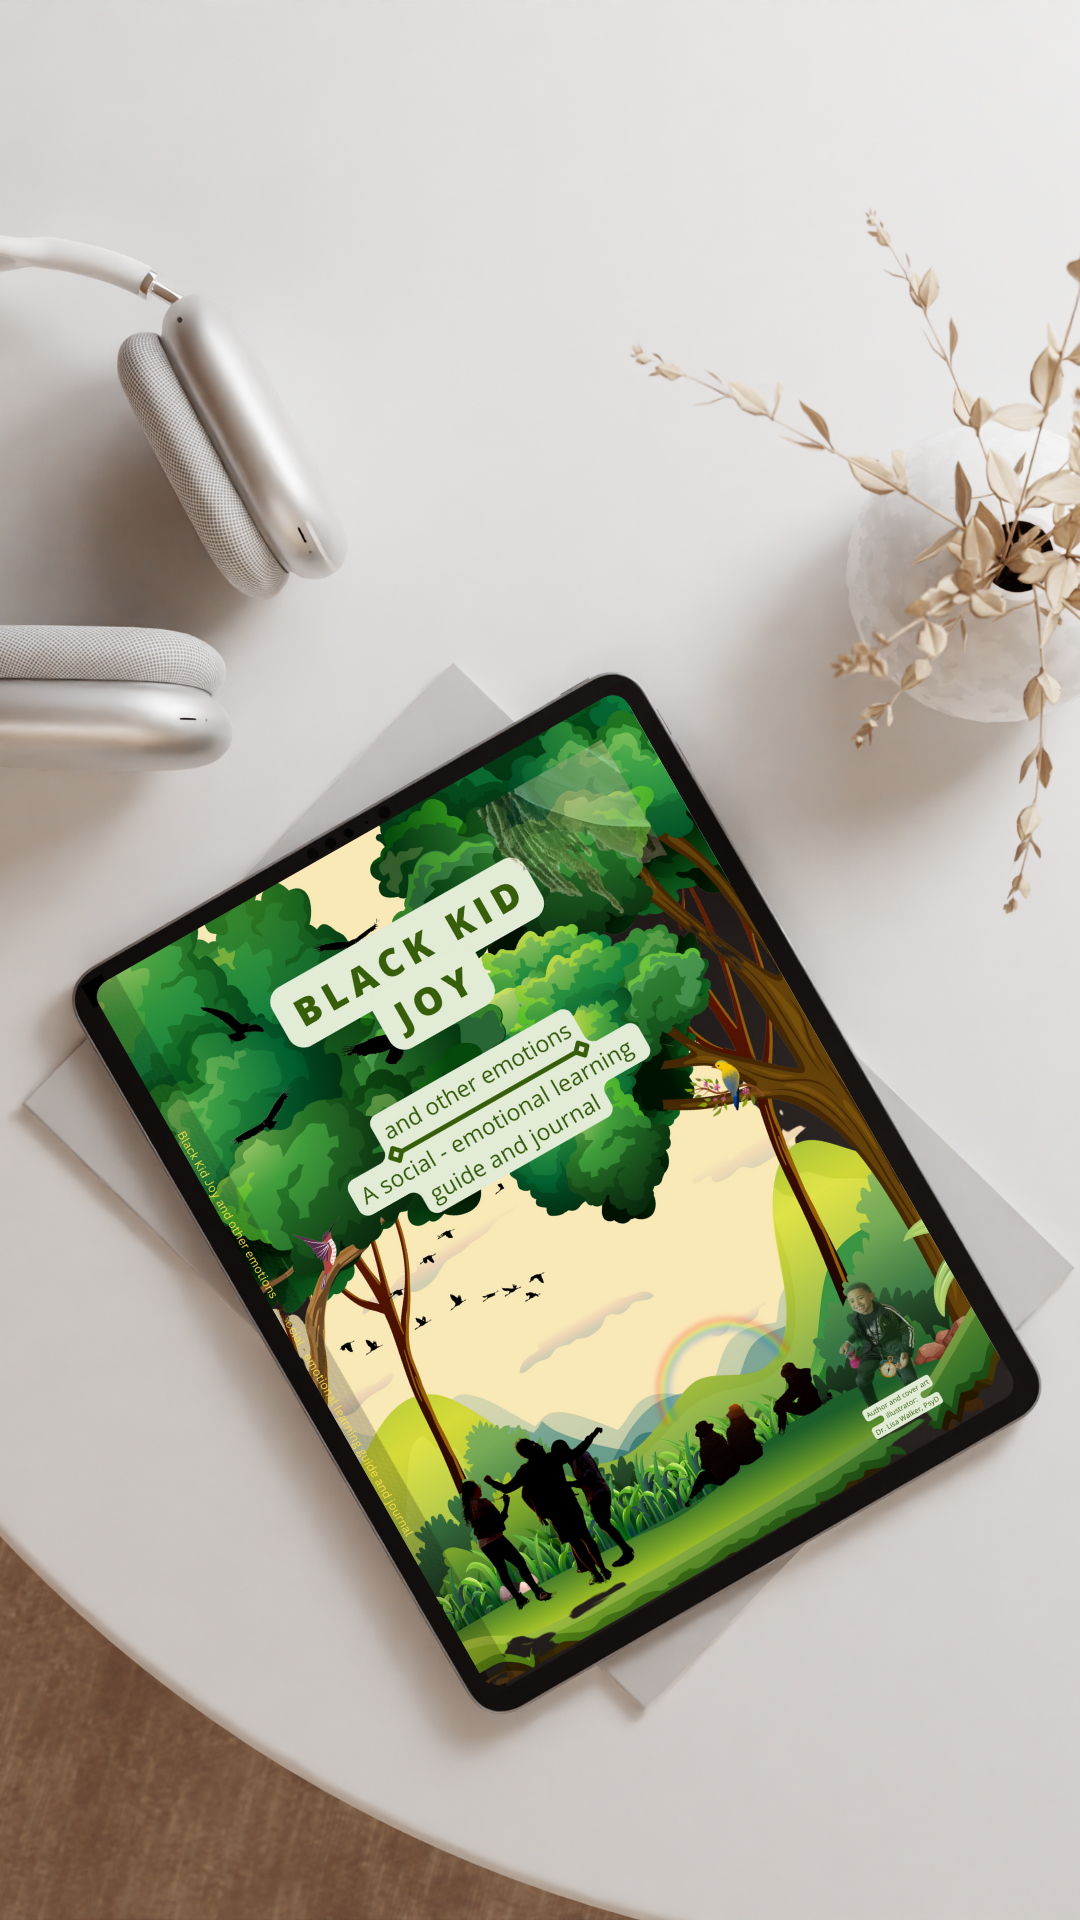 BLACK KID
JOY
and other emotions
A social - emotional learning
guide and journal
Black Kid Joy and other emotions
social - emotional learning guide and journal
Author and cover art
illustrator:
Dr. Lisa Walker, PsyD